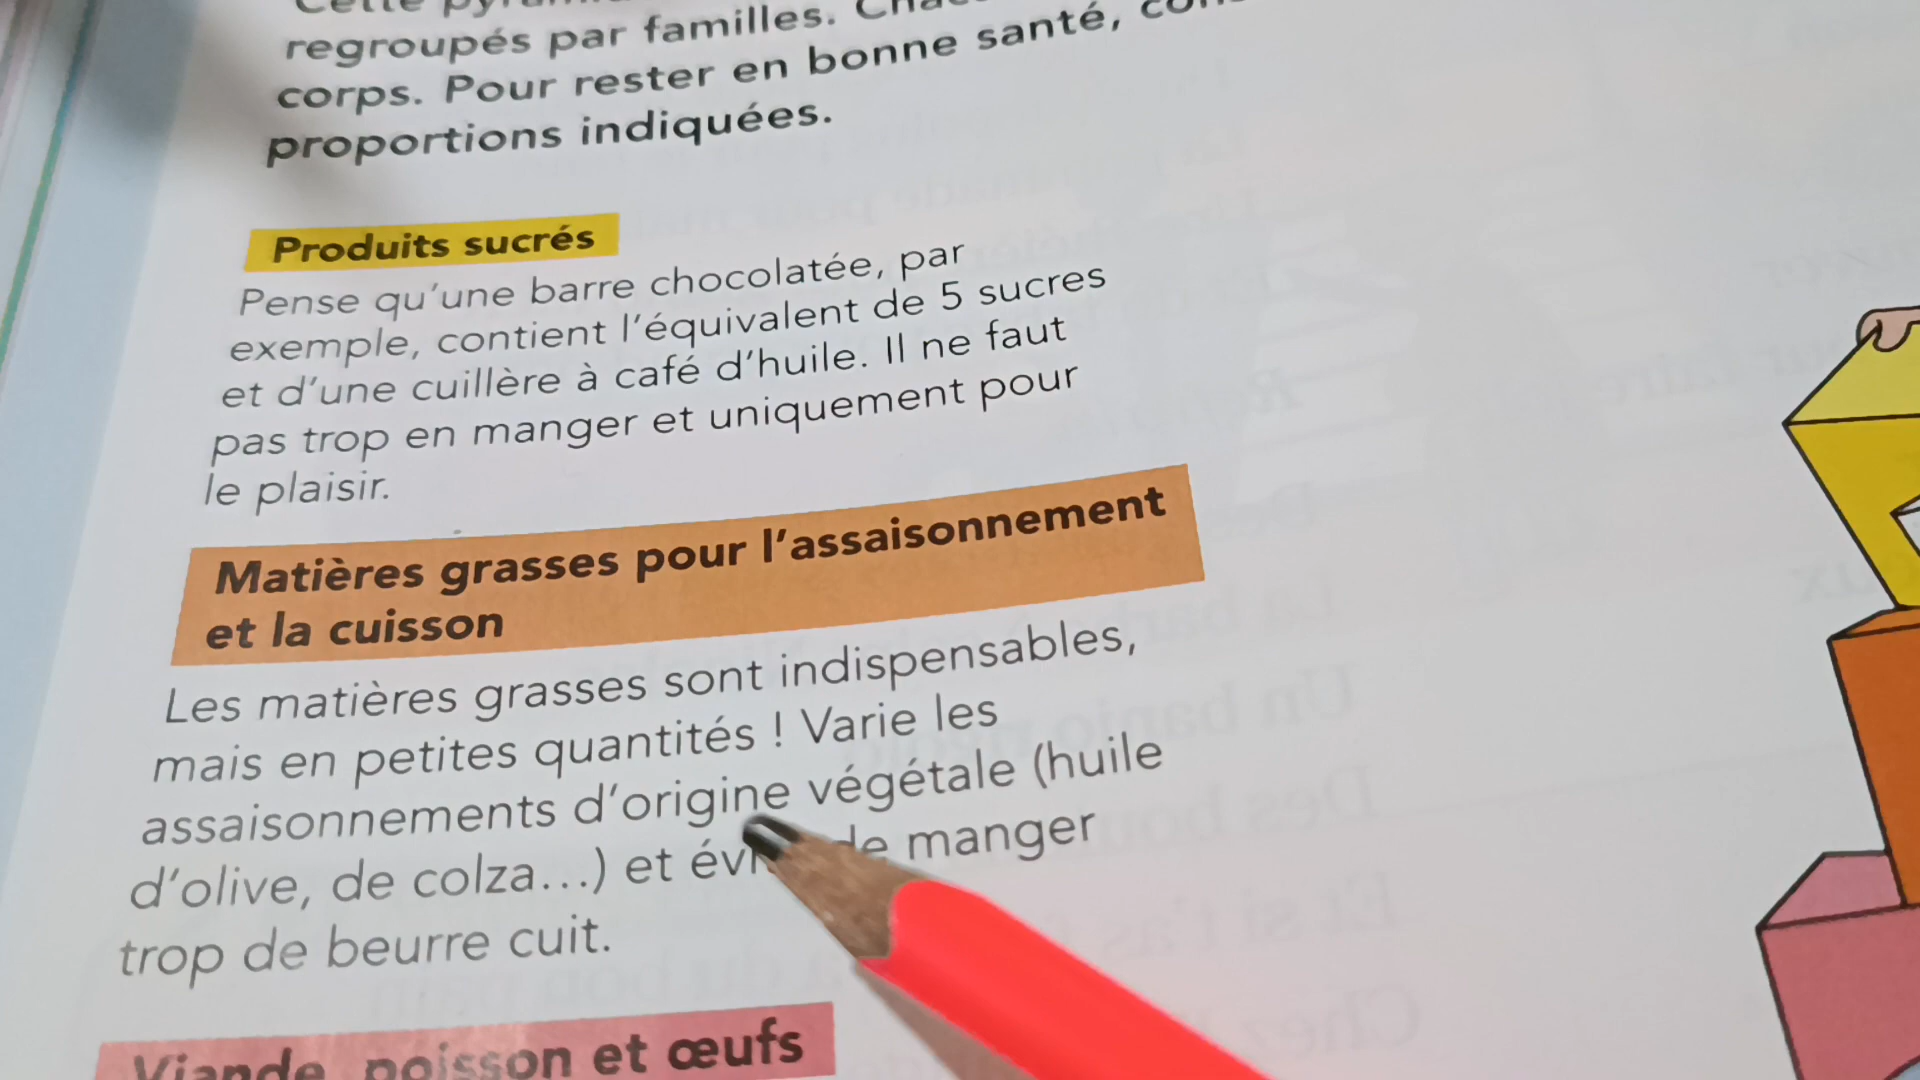 Cette
regroupés par familles.
corps. Pour rester en bonne santé,
proportions indiquées.
Produits sucrés
Pense qu'une barre chocolatée, par
exemple, contient l'équivalent de 5 sucres
et d'une cuillère à café d'huile. Il ne faut
pas trop en manger et uniquement pour
le plaisir.
Matières grasses pour l'assaisonnement
et la cuisson
Les matières grasses sont indispensables,
mais en petites quantités ! Varie les
assaisonnements d'origine végétale (huile
d'olive, de colza...) et de manger
trop de beurre cuit.
Viande, poisson et œufs